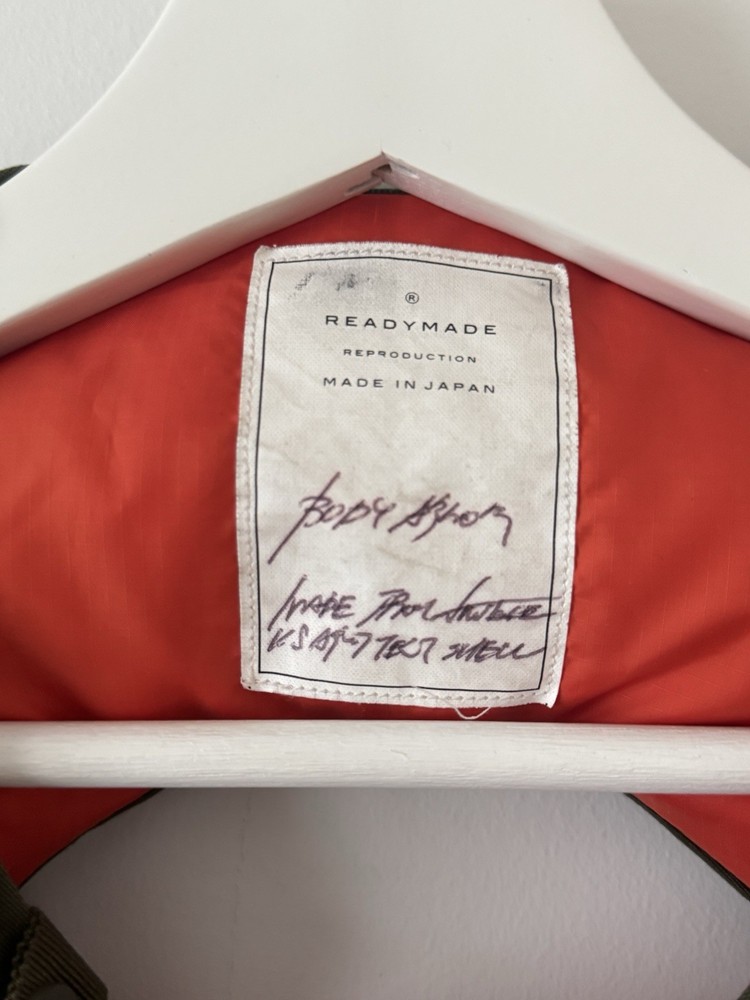 ®
READYMADE
REPRODUCTION
MADE IN JAPAN
BODY ARMOR
MADE FROM VINTAGE
US ARMY TENT SHELL